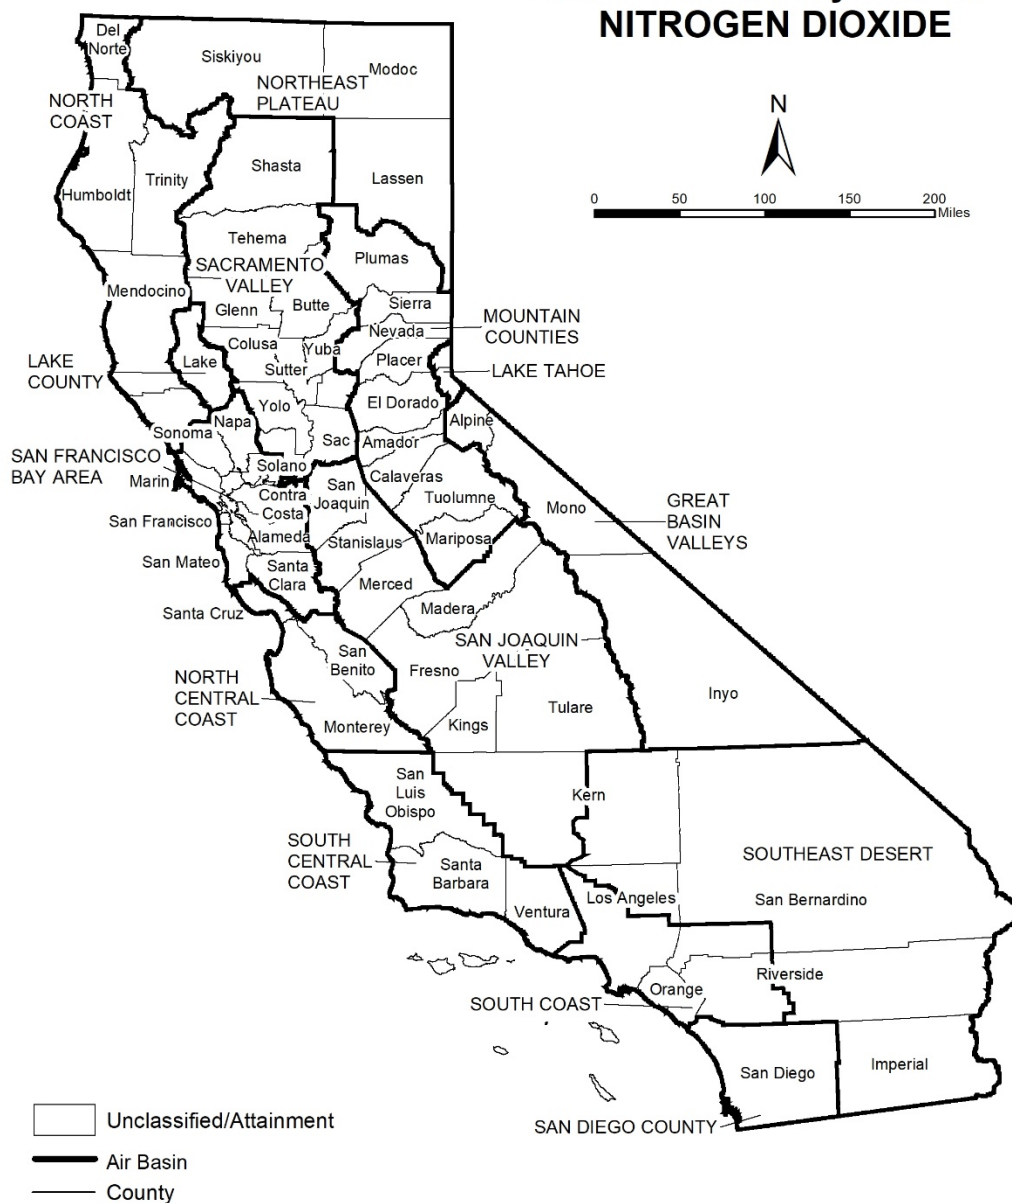 NITROGEN DIOXIDE
N
0 50 100 150 200
Miles
Del
Norte
Siskiyou
Modoc
NORTHEAST
PLATEAU
NORTH
COAST
Shasta
Lassen
Trinity
Humboldt
Tehema
Plumas
SACRAMENTO
VALLEY
Mendocino
Glenn
Butte
Sierra
MOUNTAIN
COUNTIES
Nevada
Colusa
Yuba
Sutter
Placer
Lake
LAKE
COUNTY
LAKE TAHOE
El Dorado
Yolo
Napa
Alpine
Sonoma
Sac
Amador
SAN FRANCISCO
BAY AREA
Solano
Calaveras
Marin
San
Joaquin
Contra
Costa
Tuolumne
Mono
GREAT
BASIN
VALLEYS
San Francisco
Alameda
Stanislaus
Mariposa
San Mateo
Santa
Clara
Merced
Santa Cruz
Madera
SAN JOAQUIN
VALLEY
San
Benito
Fresno
NORTH
CENTRAL
COAST
Inyo
Tulare
Monterey
Kings
San
Luis
Obispo
Kern
SOUTH
CENTRAL
COAST
SOUTHEAST DESERT
Santa
Barbara
Los Angeles
San Bernardino
Ventura
Riverside
Orange
SOUTH COAST
San Diego
Imperial
SAN DIEGO COUNTY
Unclassified/Attainment
Air Basin
County